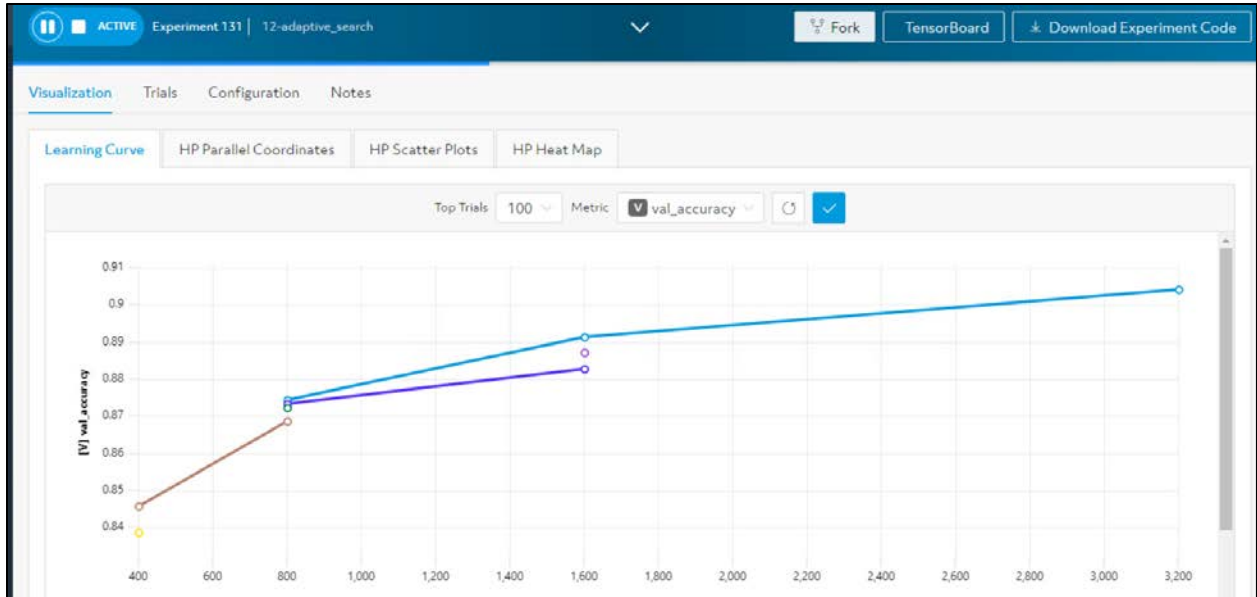 ACTIVE Experiment 131 12-adaptive_search Fork TensorBoard Download Experiment Code
Visualization Trials Configuration Notes
Learning Curve HP Parallel Coordinates HP Scatter Plots HP Heat Map
Top Trials 100 Metric V val_accuracy
0.91
0.9
0.89
0.88
0.87
0.86
0.85
0.84
[V] val_accuracy
400 600 800 1,000 1,200 1,400 1,600 1,800 2,000 2,200 2,400 2,600 2,800 3,000 3,200